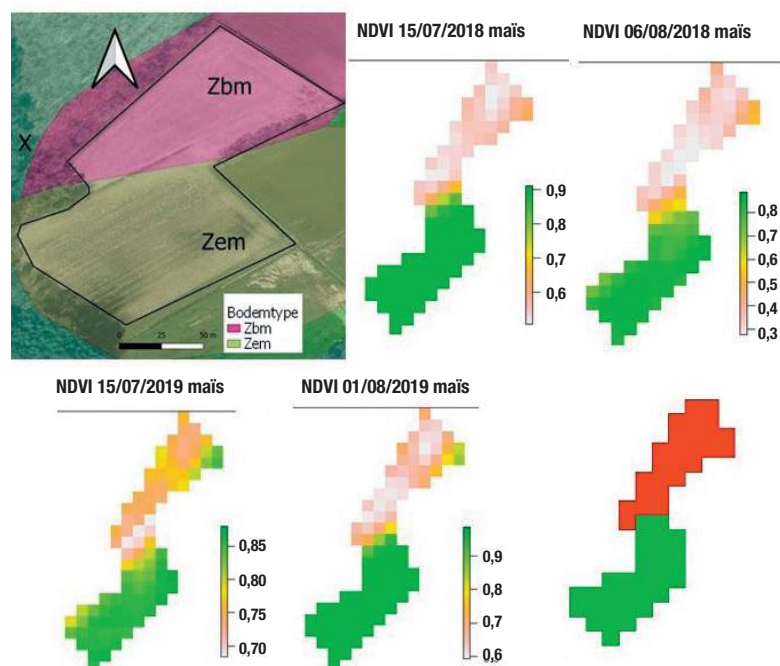 NDVI 15/07/2018 maïs
NDVI 06/08/2018 maïs
Zbm
X
Zem
Bodemtype
Zbm
Zem
0 25 50 m
0,9
0,8
0,7
0,6
0,8
0,7
0,6
0,5
0,4
0,3
NDVI 15/07/2019 maïs
NDVI 01/08/2019 maïs
0,85
0,80
0,75
0,70
0,9
0,8
0,7
0,6